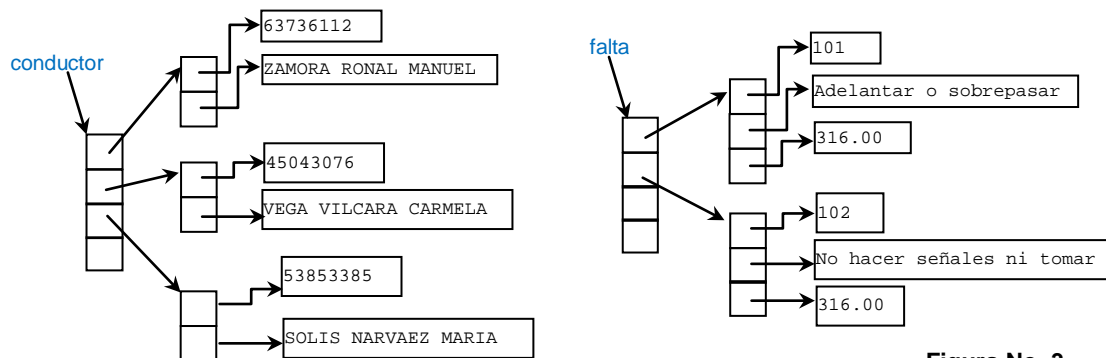 conductor
63736112
ZAMORA RONAL MANUEL
45043076
VEGA VILCARA CARMELA
53853385
SOLIS NARVAEZ MARIA
falta
101
Adelantar o sobrepasar
316.00
102
No hacer señales ni tomar
316.00